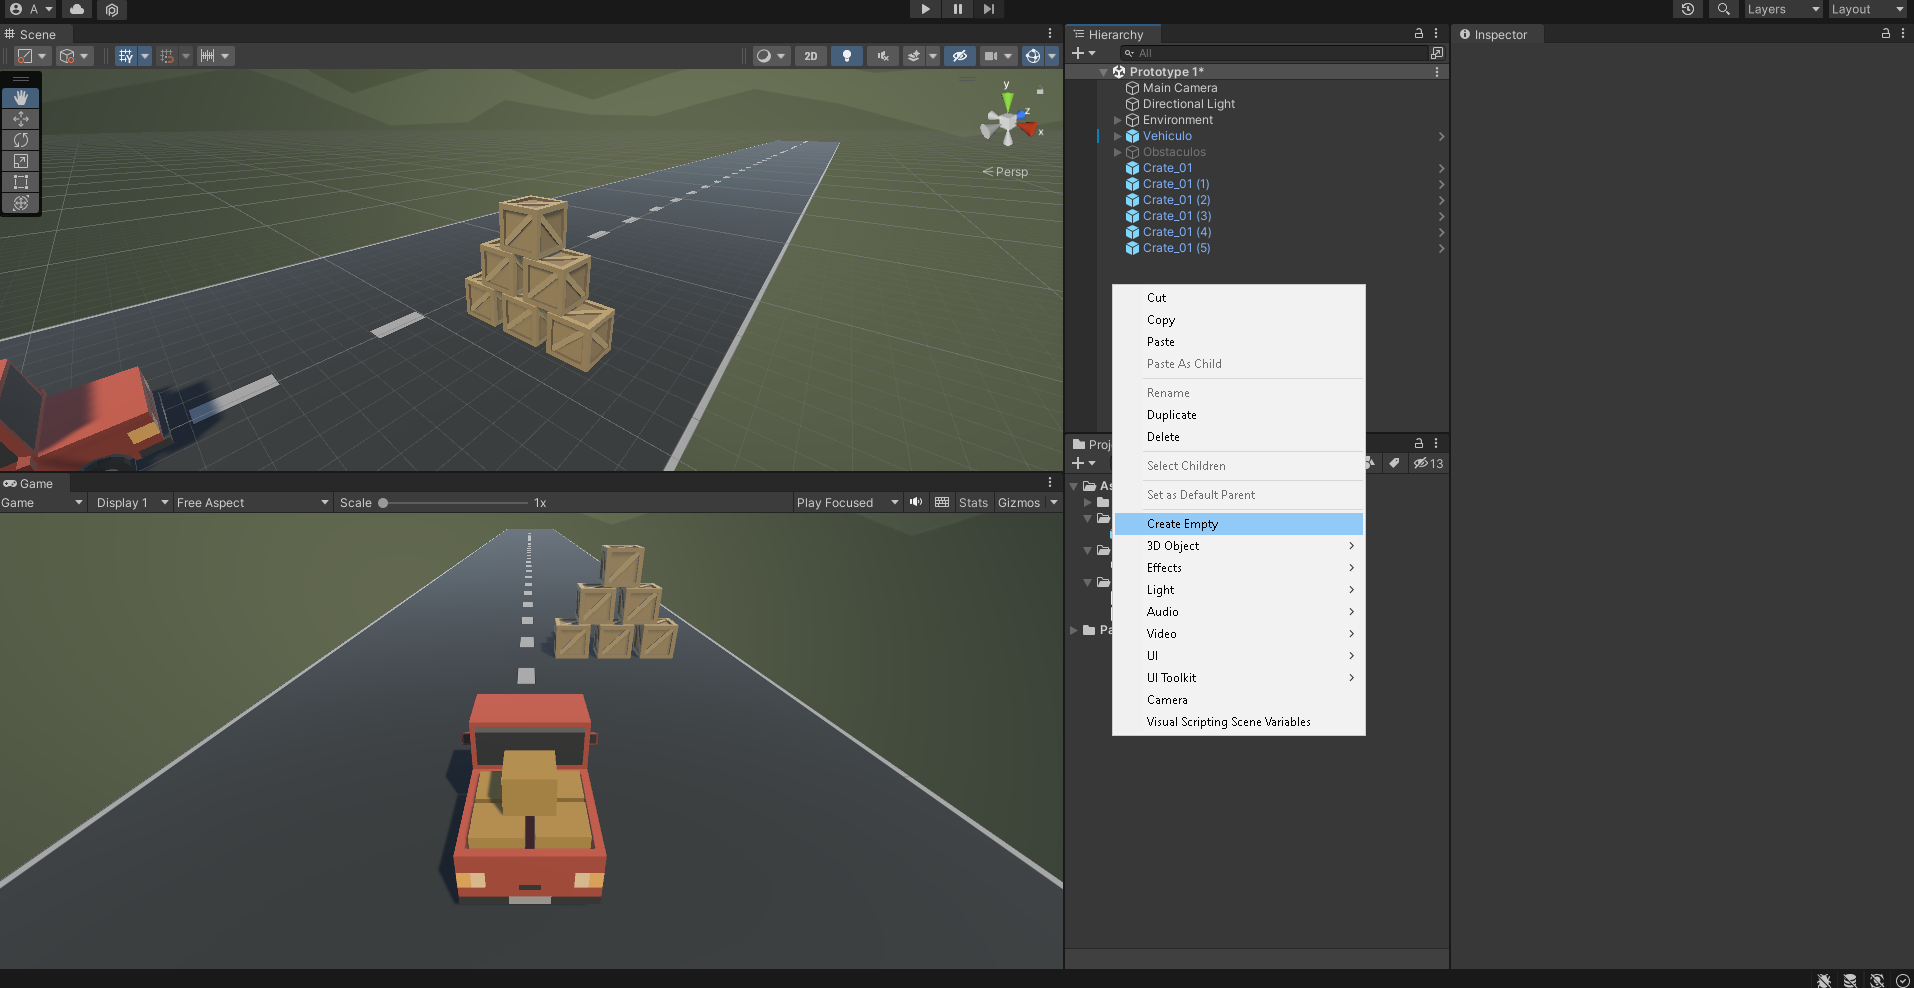 A
Layers
Layout
Scene
2D
y
z
x
Persp
Hierarchy
All
Prototype 1*
Main Camera
Directional Light
Environment
Vehiculo
Obstaculos
Crate_01
Crate_01 (1)
Crate_01 (2)
Crate_01 (3)
Crate_01 (4)
Crate_01 (5)
Inspector
Cut
Copy
Paste
Paste As Child
Rename
Duplicate
Delete
Select Children
Set as Default Parent
Create Empty
3D Object
Effects
Light
Audio
Video
UI
UI Toolkit
Camera
Visual Scripting Scene Variables
Proj
13
As
Pa
Game
Game
Display 1
Free Aspect
Scale
1x
Play Focused
Stats
Gizmos